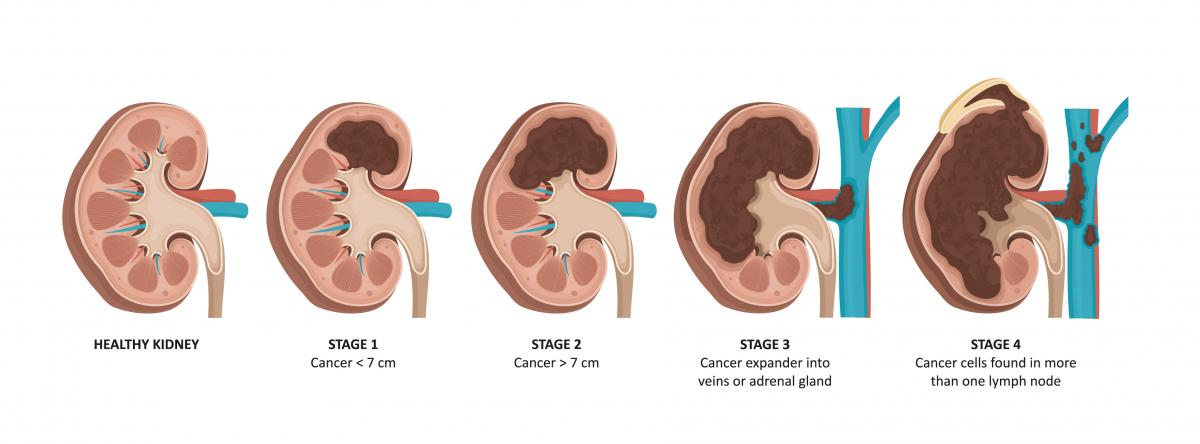 HEALTHY KIDNEY
STAGE 1
Cancer < 7 cm
STAGE 2
Cancer > 7 cm
STAGE 3
Cancer expander into
veins or adrenal gland
STAGE 4
Cancer cells found in more
than one lymph node